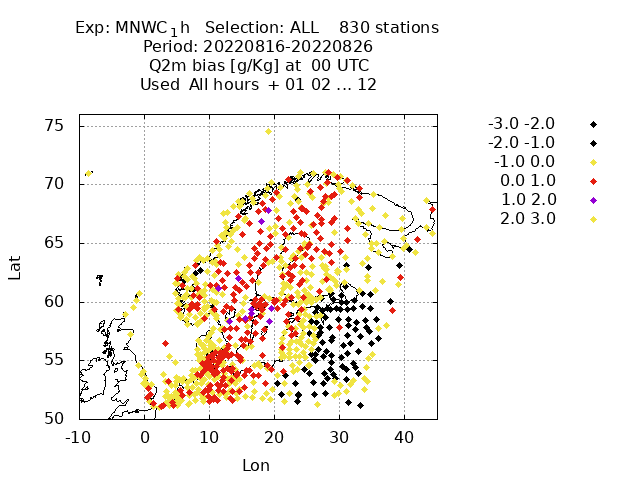 Exp: MNWC_1h   Selection: ALL    830 stations
Period: 20220816-20220826
Q2m bias [g/Kg] at  00 UTC
Used  All hours  + 01 02 ... 12
-3.0 -2.0
-2.0 -1.0
-1.0 0.0
0.0 1.0
1.0 2.0
2.0 3.0
75
70
65
60
55
50
Lat
-10 0 10 20 30 40
Lon